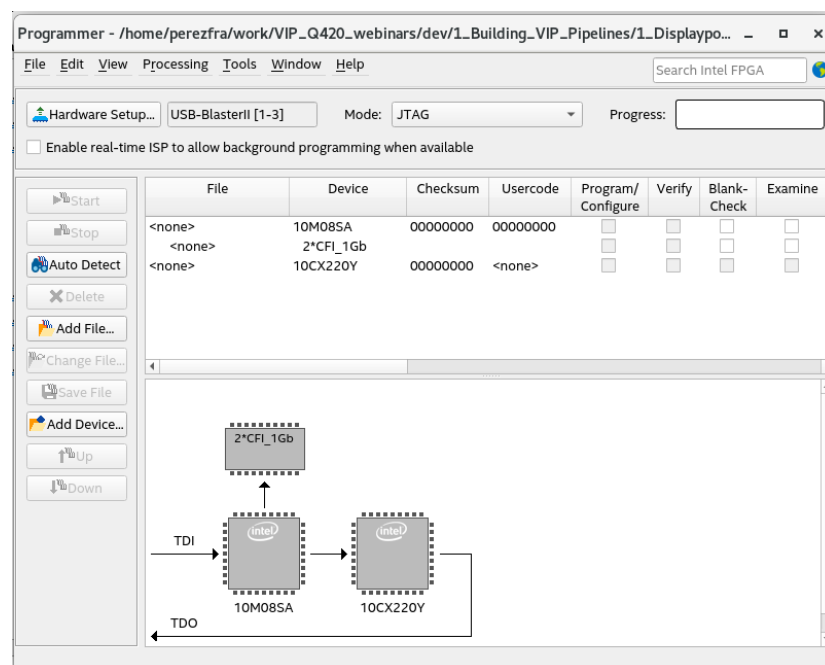 Programmer - /home/perezfra/work/VIP_Q420_webinars/dev/1_Building_VIP_Pipelines/1_Displaypo...
File Edit View Processing Tools Window Help
Search Intel FPGA
Hardware Setup... USB-BlasterII [1-3] Mode: JTAG Progress:
Enable real-time ISP to allow background programming when available
Start
Stop
Auto Detect
Delete
Add File...
Change File...
Save File
Add Device...
Up
Down
File Device Checksum Usercode Program/ Verify Blank- Examine
Configure Check
<none> 10M08SA 00000000 00000000
<none> 2*CFI_1Gb
<none> 10CX220Y 00000000 <none>
2*CFI_1Gb
intel intel
TDI
10M08SA 10CX220Y
TDO